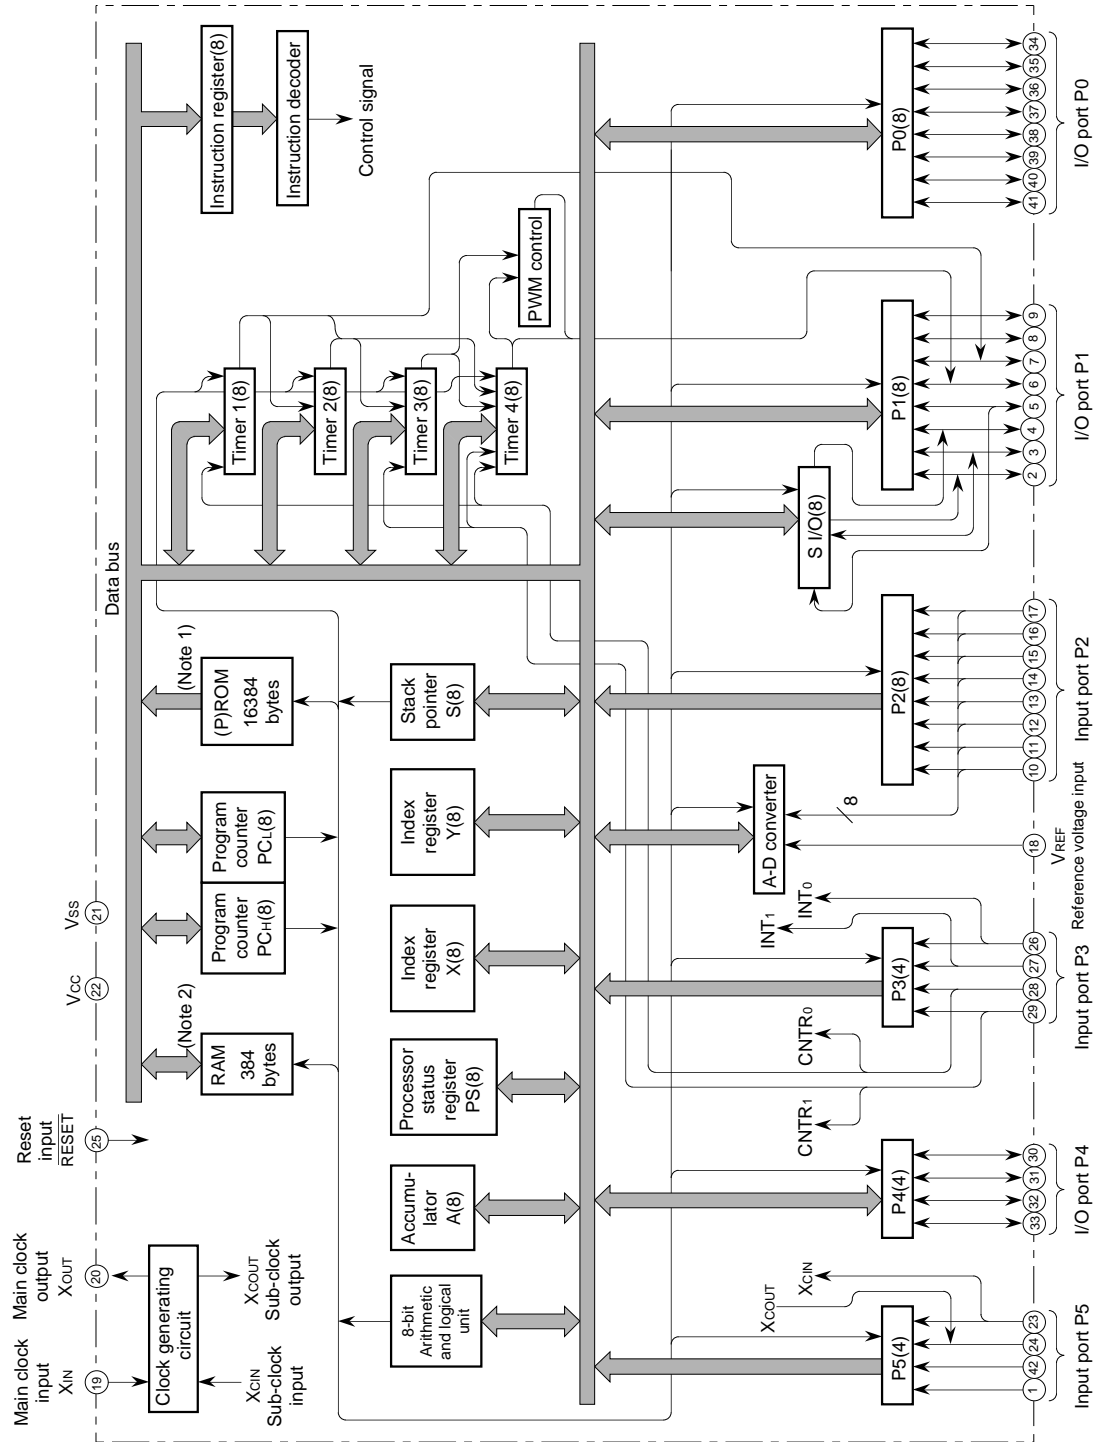 Main clock
input
XIN
19
Main clock
output
XOUT
20
Reset
input
RESET
25
VCC
22
VSS
21
Clock generating
circuit
XCIN
Sub-clock
input
XCOUT
Sub-clock
output
Data bus
RAM
384
bytes
(Note 2)
Program
counter
PCH(8)
Program
counter
PCL(8)
(P)ROM
16384
bytes
(Note 1)
Instruction register(8)
Instruction decoder
Control signal
8-bit
Arithmetic
and logical
unit
Accumu-
lator
A(8)
Processor
status
register
PS(8)
Index
register
X(8)
Index
register
Y(8)
Stack
pointer
S(8)
Timer 1(8)
Timer 2(8)
Timer 3(8)
Timer 4(8)
PWM control
XCOUT
XCIN
CNTR1
CNTR0
INT1
INT0
A-D converter
8
S I/O(8)
P5(4)
P4(4)
P3(4)
P2(8)
P1(8)
P0(8)
1 42 24 23
Input port P5
33 32 31 30
I/O port P4
29 28 27 26
Input port P3
18
VREF
Reference voltage input
10 11 12 13 14 15 16 17
Input port P2
2 3 4 5 6 7 8 9
I/O port P1
41 40 39 38 37 36 35 34
I/O port P0